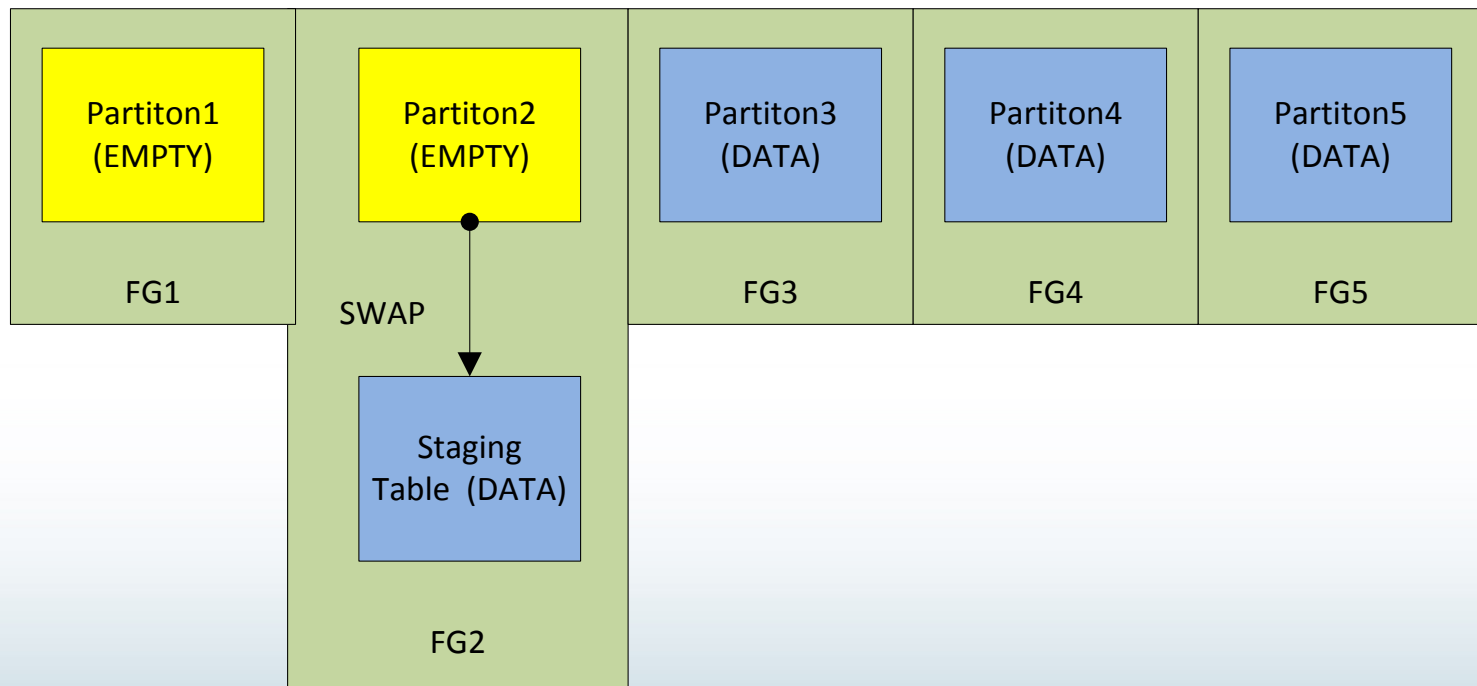 Partiton1
(EMPTY)
Partiton2
(EMPTY)
Partiton3
(DATA)
Partiton4
(DATA)
Partiton5
(DATA)
FG1
SWAP
FG3
FG4
FG5
Staging
Table (DATA)
FG2